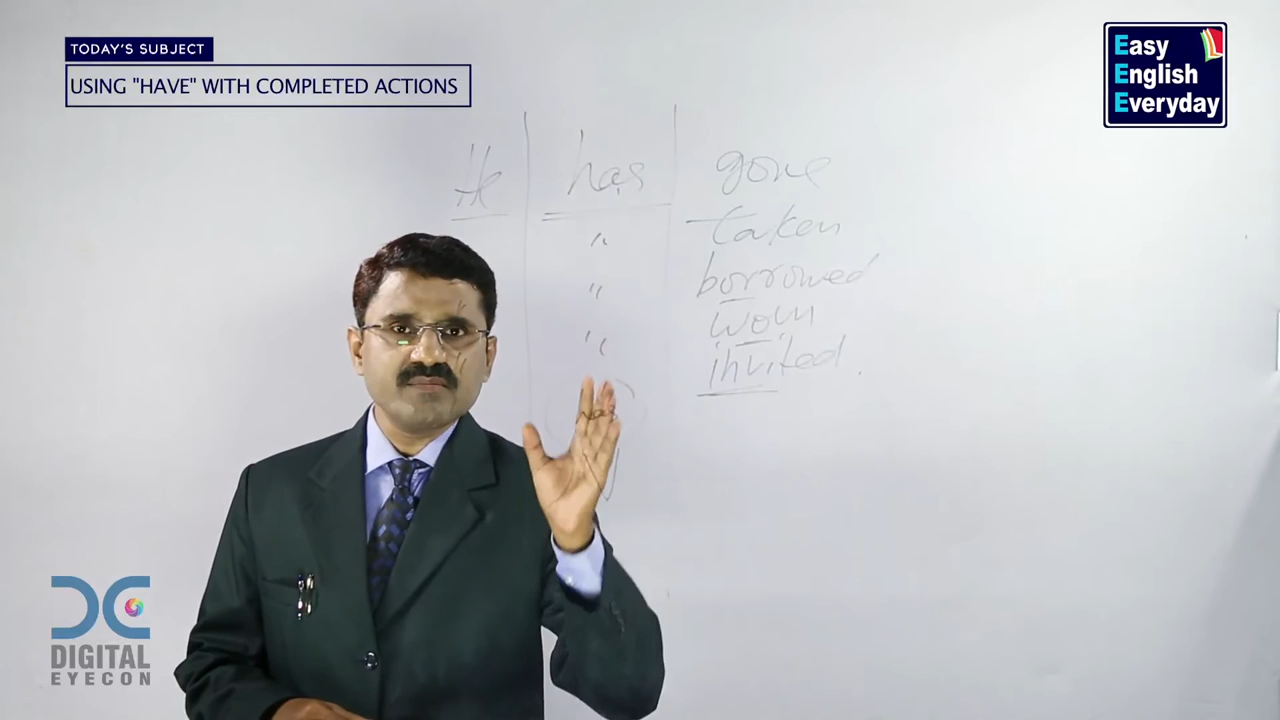 TODAY'S SUBJECT
USING "HAVE" WITH COMPLETED ACTIONS
Easy
English
Everyday
He has gone
" taken
" borrowed
" won
" invited.
DIGITAL
EYECON